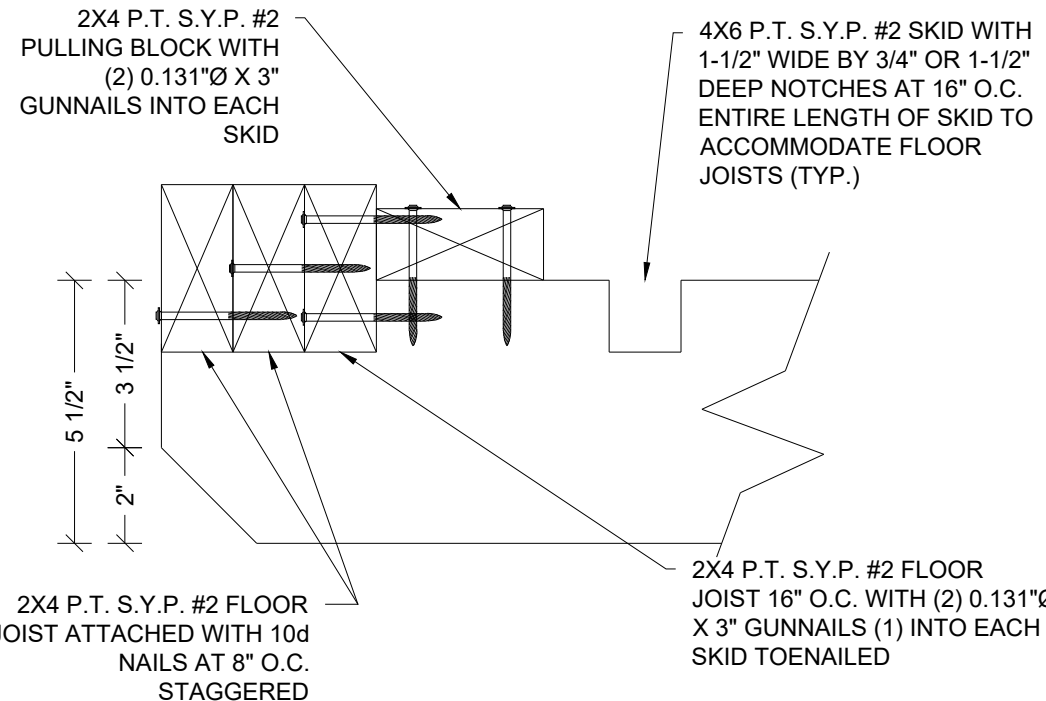 2X4 P.T. S.Y.P. #2
PULLING BLOCK WITH
(2) 0.131"Ø X 3"
GUNNAILS INTO EACH
SKID
4X6 P.T. S.Y.P. #2 SKID WITH
1-1/2" WIDE BY 3/4" OR 1-1/2"
DEEP NOTCHES AT 16" O.C.
ENTIRE LENGTH OF SKID TO
ACCOMMODATE FLOOR
JOISTS (TYP.)
5 1/2"
3 1/2"
2"
2X4 P.T. S.Y.P. #2 FLOOR
JOIST ATTACHED WITH 10d
NAILS AT 8" O.C.
STAGGERED
2X4 P.T. S.Y.P. #2 FLOOR
JOIST 16" O.C. WITH (2) 0.131"Ø
X 3" GUNNAILS (1) INTO EACH
SKID TOENAILED